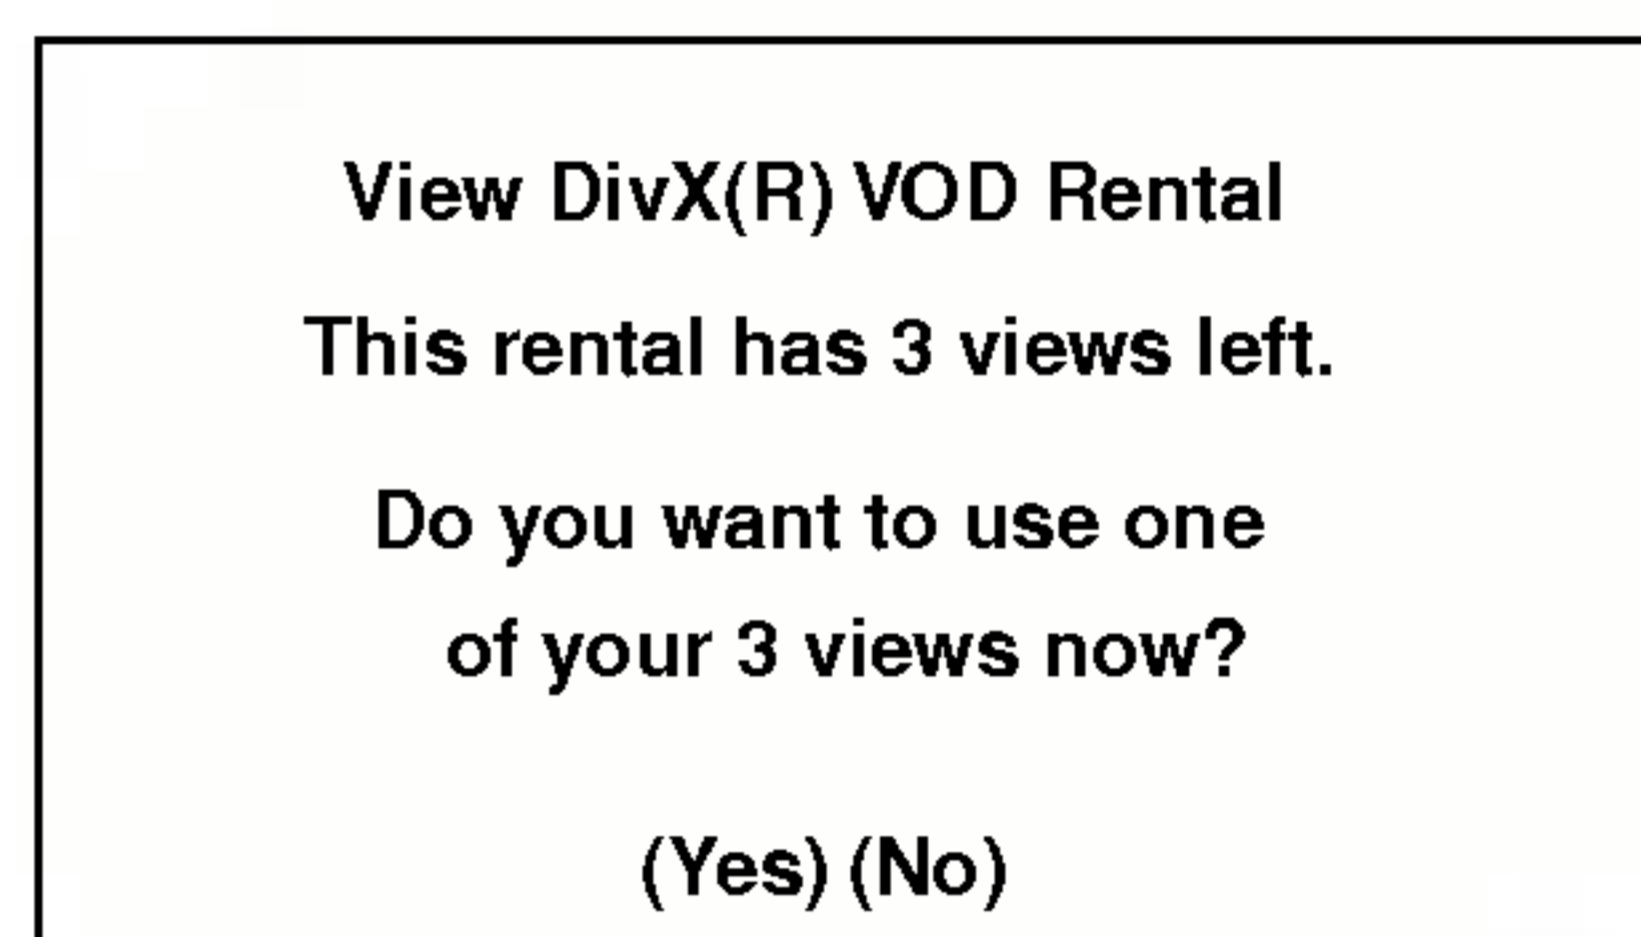 View DivX(R) VOD Rental
This rental has 3 views left.
Do you want to use one
of your 3 views now?
(Yes) (No)